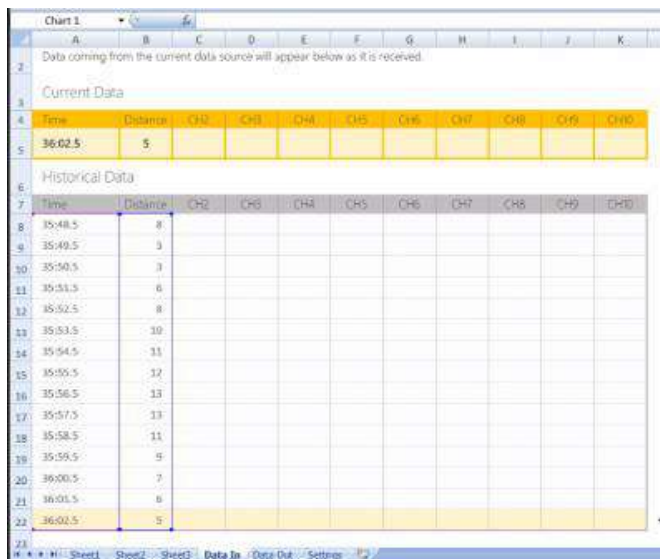 Chart 1 fx
A B C D E F G H I J K
2 Data coming from the current data source will appear below as it is received.
3 Current Data
4 Time Distance CH2 CH3 CH4 CH5 CH6 CH7 CH8 CH9 CH10
5 36:02.5 5
6 Historical Data
7 Time Distance CH2 CH3 CH4 CH5 CH6 CH7 CH8 CH9 CH10
8 35:48.5 8
9 35:49.5 3
10 35:50.5 3
11 35:51.5 6
12 35:52.5 8
13 35:53.5 10
14 35:54.5 11
15 35:55.5 12
16 35:56.5 13
17 35:57.5 13
18 35:58.5 11
19 35:59.5 9
20 36:00.5 7
21 36:01.5 6
22 36:02.5 5
23
Sheet1 Sheet2 Sheet3 Data In Data Out Settings